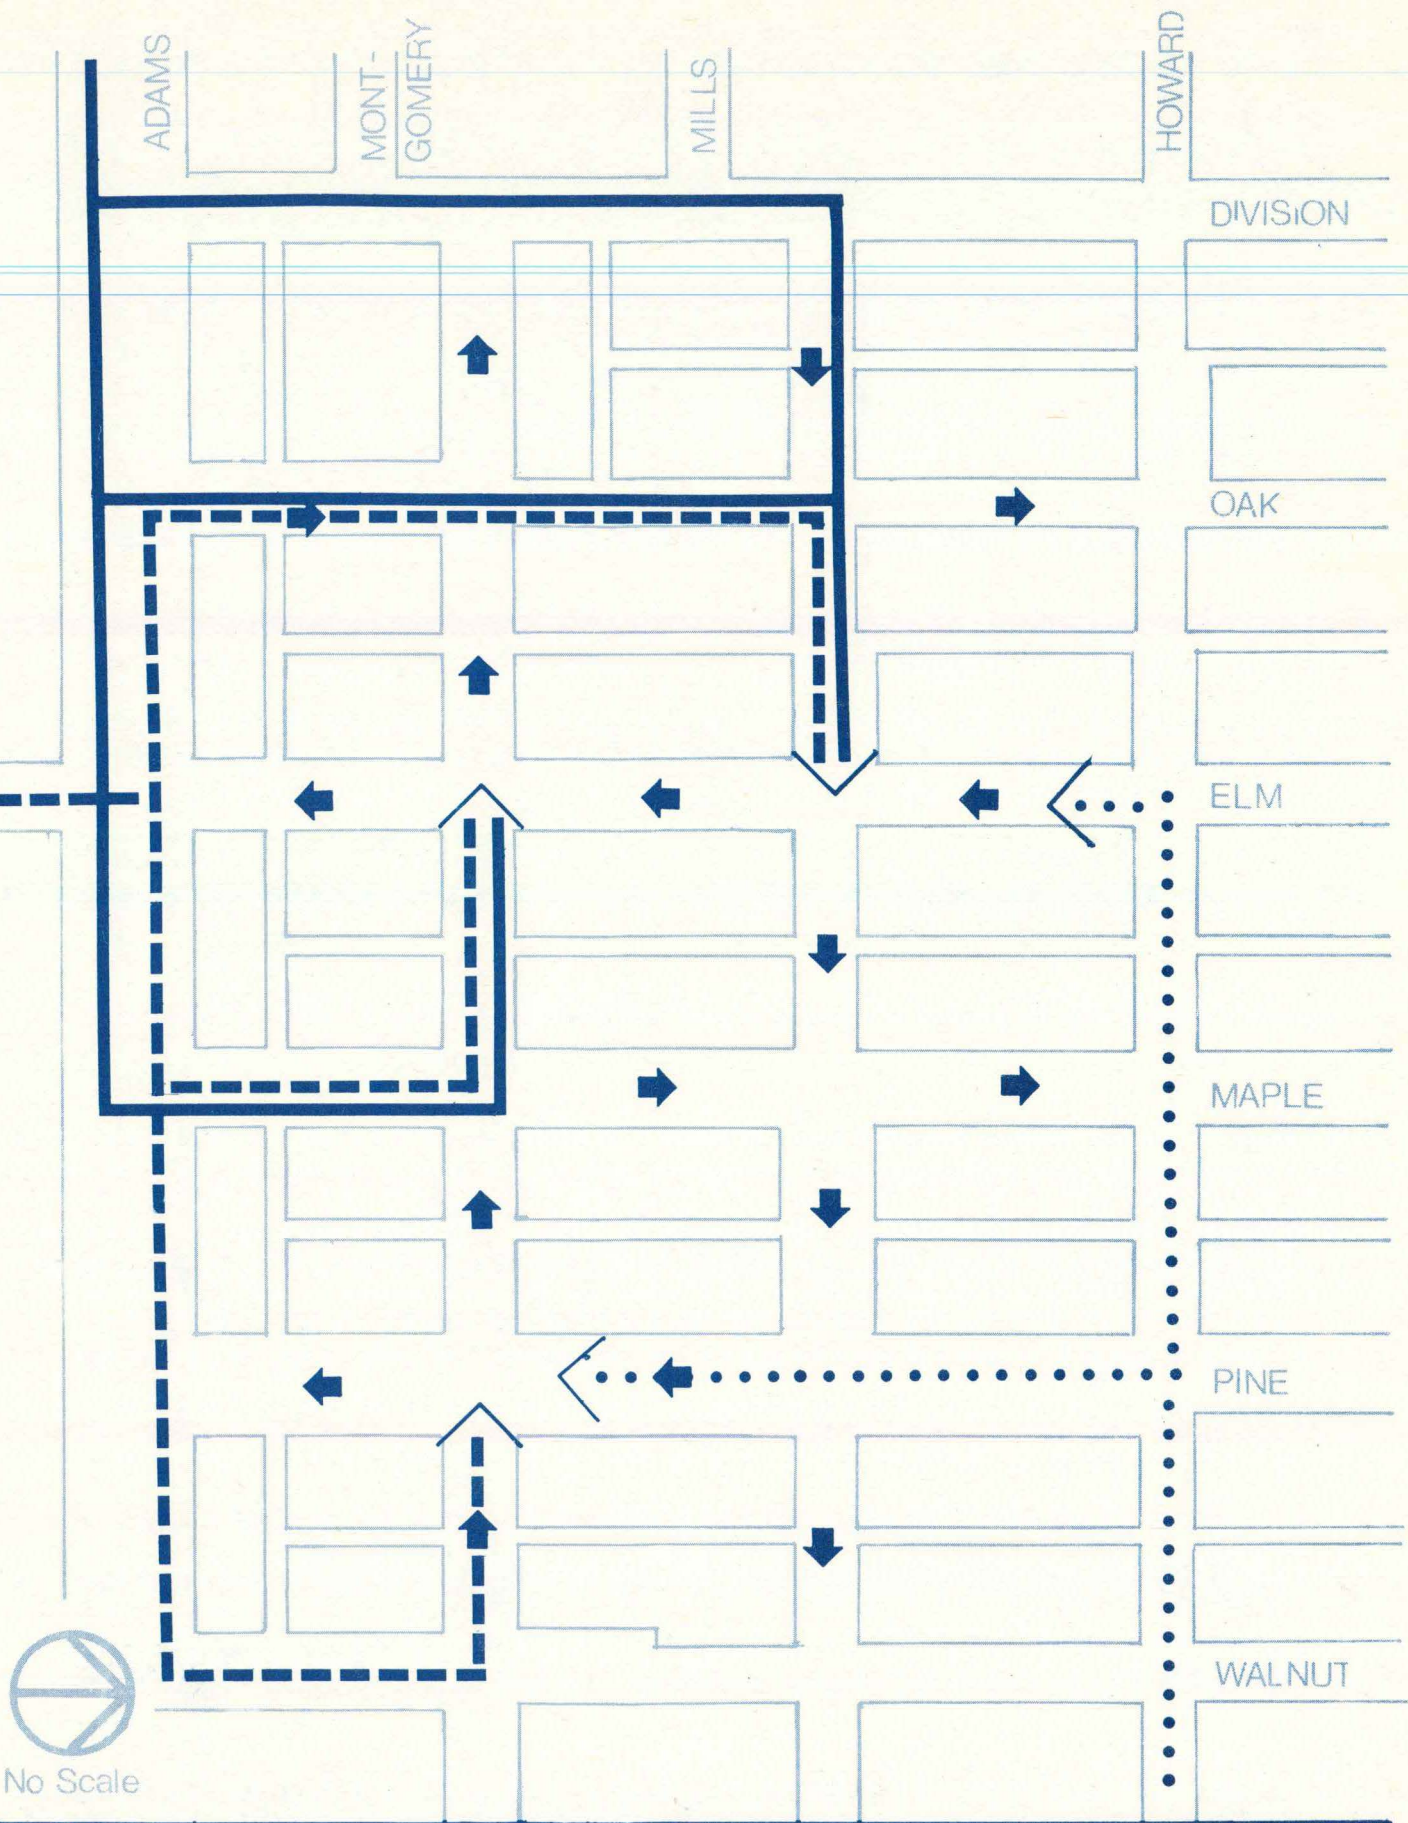 ADAMS
MONT-
GOMERY
MILLS
HOWARD
DIVISION
OAK
ELM
MAPLE
PINE
WALNUT
No Scale